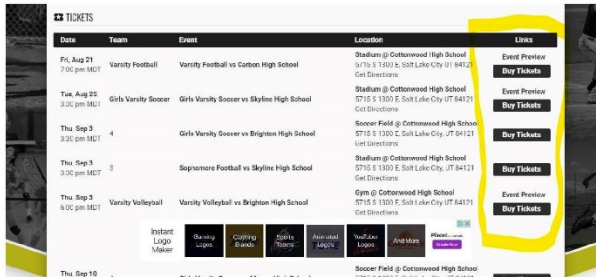 TICKETS
Date Team Event Location Links
Fri, Aug 21
7:00 pm MDT
Varsity Football
Varsity Football vs Carbon High School
Stadium @ Cottonwood High School
5715 S 1300 E, Salt Lake City UT 84121
Get Directions
Event Preview
Buy Tickets
Tue, Aug 25
3:30 pm MDT
Girls Varsity Soccer
Girls Varsity Soccer vs Skyline High School
Stadium @ Cottonwood High School
5715 S 1300 E, Salt Lake City, UT 84121
Get Directions
Event Preview
Buy Tickets
Thu, Sep 3
3:30 pm MDT
4
Girls Varsity Soccer vs Brighton High School
Soccer Field @ Cottonwood High School
5715 S 1300 E, Salt Lake City, UT 84121
Get Directions
Buy Tickets
Thu, Sep 3
3:30 pm MDT
3
Sophomore Football vs Skyline High School
Stadium @ Cottonwood High School
5715 S 1300 E, Salt Lake City, UT 84121
Get Directions
Buy Tickets
Thu, Sep 3
6:00 pm MDT
Varsity Volleyball
Varsity Volleyball vs Brighton High School
Gym @ Cottonwood High School
5715 S 1300 E, Salt Lake City, UT 84121
Get Directions
Event Preview
Buy Tickets
Instant
Logo
Maker
Gaming
Logos
Clothing
Brands
Sports
Teams
Animated
Logos
YouTuber
Logos
And More
Placeit
Thu, Sep 10
Soccer Field @ Cottonwood High School